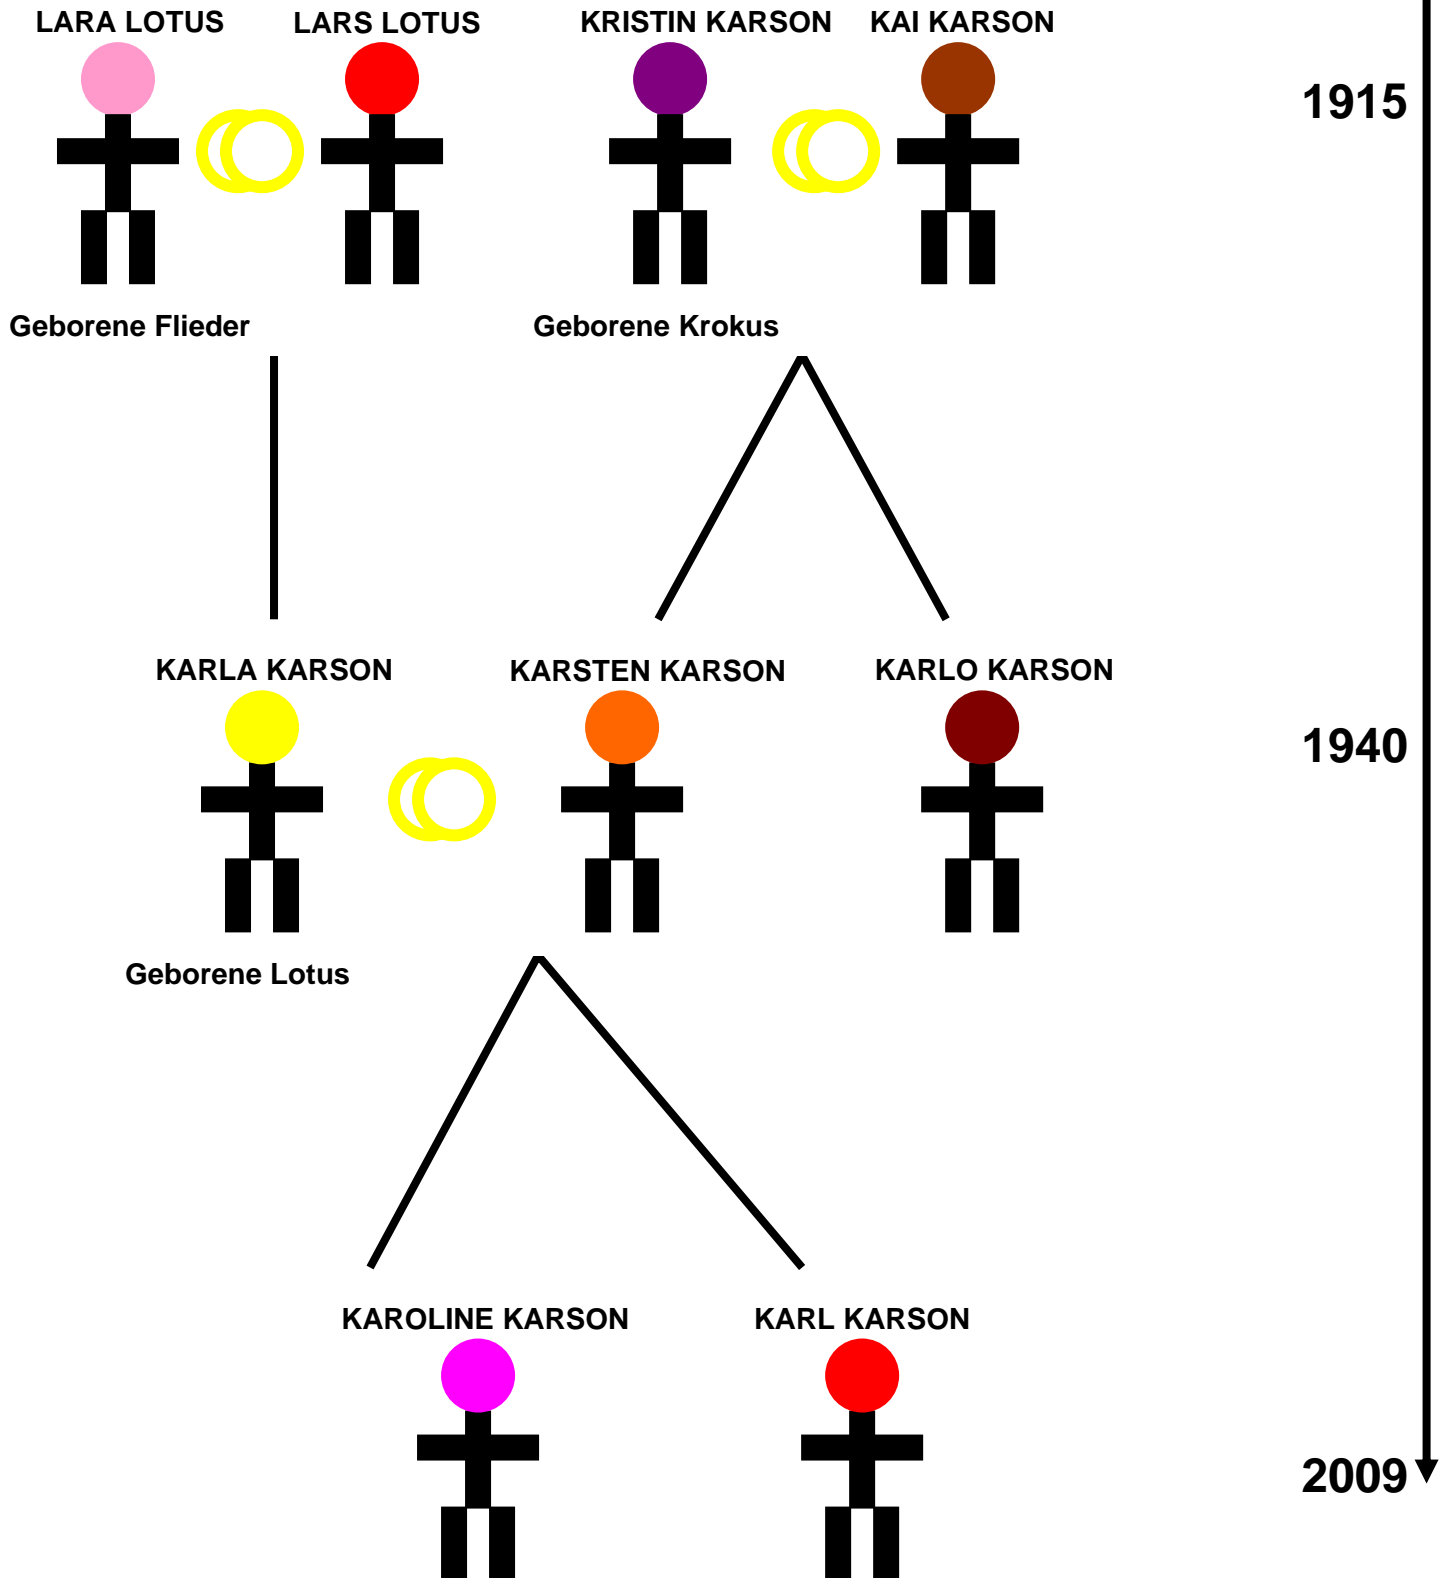 LARA LOTUS
LARS LOTUS
KRISTIN KARSON
KAI KARSON
1915
Geborene Flieder
Geborene Krokus
KARLA KARSON
KARSTEN KARSON
KARLO KARSON
1940
Geborene Lotus
KAROLINE KARSON
KARL KARSON
2009